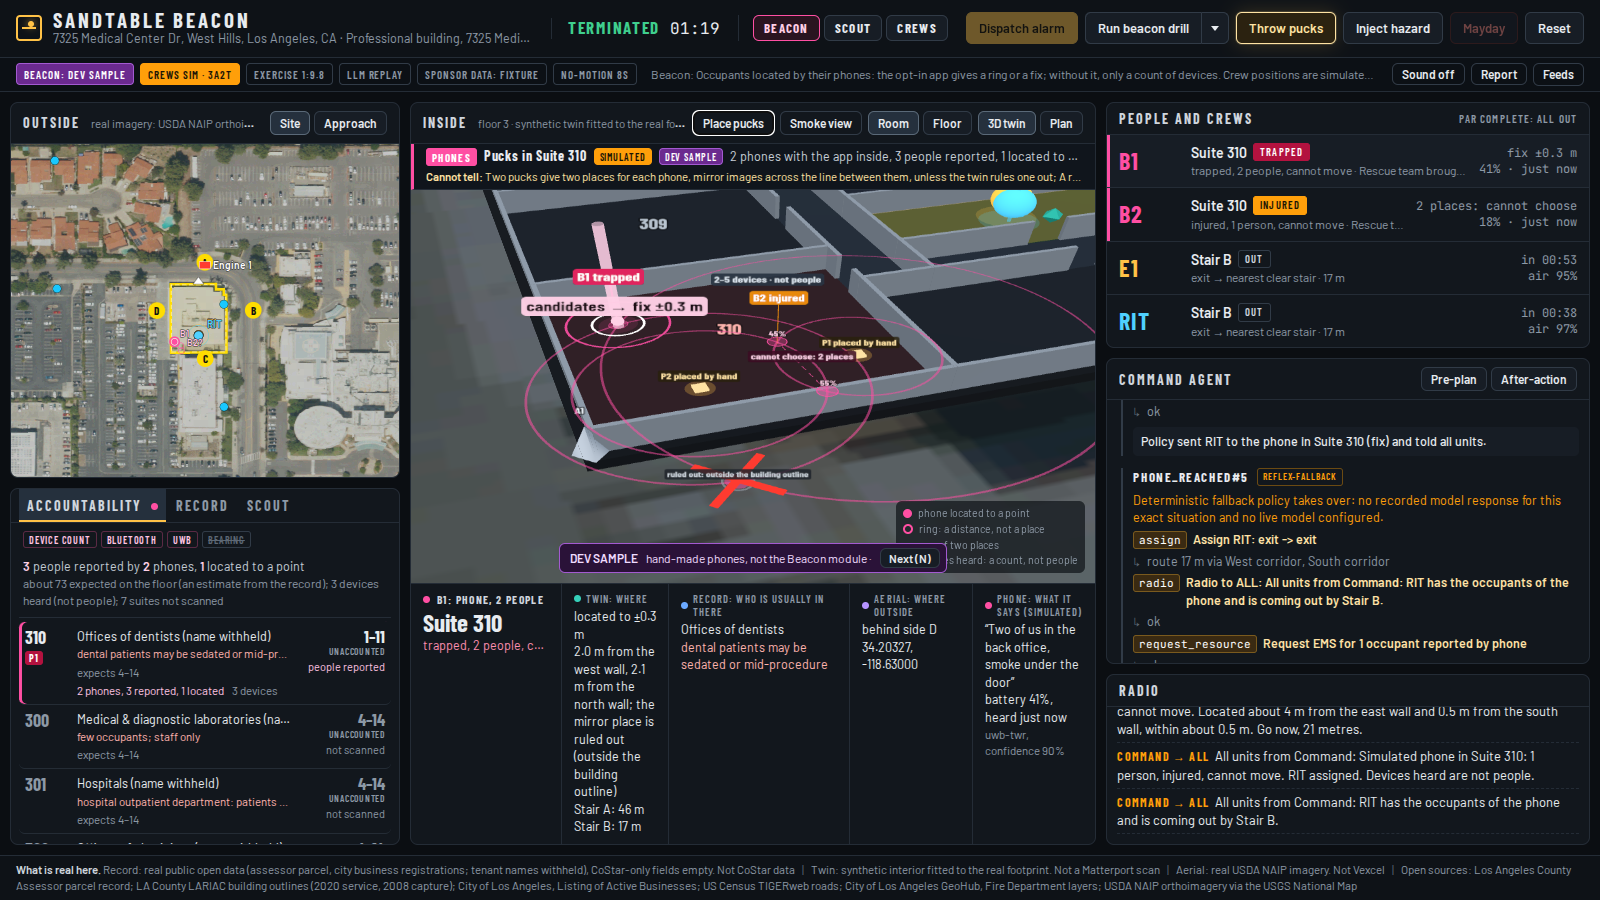 SANDTABLE BEACON
7325 Medical Center Dr, West Hills, Los Angeles, CA · Professional building, 7325 Medi...
TERMINATED 01:19
BEACON
SCOUT
CREWS
Dispatch alarm
Run beacon drill
Throw pucks
Inject hazard
Mayday
Reset
BEACON: DEV SAMPLE
CREWS SIM · 3A2T
EXERCISE 1:9.8
LLM REPLAY
SPONSOR DATA: FIXTURE
NO-MOTION 8S
Beacon: Occupants located by their phones: the opt-in app gives a ring or a fix; without it, only a count of devices. Crew positions are simulate...
Sound off
Report
Feeds
OUTSIDE
real imagery: USDA NAIP orthoi...
Site
Approach
Engine 1
D
B
C
RIT
B1
B2
ACCOUNTABILITY
RECORD
SCOUT
DEVICE COUNT
BLUETOOTH
UWB
BEARING
3 people reported by 2 phones, 1 located to a point
about 73 expected on the floor (an estimate from the record); 3 devices
heard (not people); 7 suites not scanned
310
P1
Offices of dentists (name withheld)
dental patients may be sedated or mid-pr...
expects 4-14
2 phones, 3 reported, 1 located 3 devices
1-11
UNACCOUNTED
people reported
300
Medical & diagnostic laboratories (na...
few occupants; staff only
expects 4-14
4-14
UNACCOUNTED
not scanned
301
Hospitals (name withheld)
hospital outpatient department: patients ...
expects 4-14
4-14
UNACCOUNTED
not scanned
INSIDE
floor 3 · synthetic twin fitted to the real fo...
Place pucks
Smoke view
Room
Floor
3D twin
Plan
PHONES
Pucks in Suite 310
SIMULATED
DEV SAMPLE
2 phones with the app inside, 3 people reported, 1 located to ...
Cannot tell: Two pucks give two places for each phone, mirror images across the line between them, unless the twin rules one out; A r...
309
B1 trapped
candidates → fix ±0.3 m
2-5 devices · not people
B2 injured
310
45%
P1 placed by hand
cannot choose: 2 places
P2 placed by hand
55%
A1
ruled out: outside the building outline
phone located to a point
ring: a distance, not a place
f two places
s heard: a count, not people
DEV SAMPLE
hand-made phones, not the Beacon module ·
Next (N)
B1: PHONE, 2 PEOPLE
Suite 310
trapped, 2 people, c...
TWIN: WHERE
located to ±0.3
m
2.0 m from the
west wall, 2.1
m from the
north wall; the
mirror place is
ruled out
(outside the
building
outline)
Stair A: 46 m
Stair B: 17 m
RECORD: WHO IS USUALLY IN
THERE
Offices of dentists
dental patients may be
sedated or mid-procedure
AERIAL: WHERE
OUTSIDE
behind side D
34.20327,
-118.63000
PHONE: WHAT IT
SAYS (SIMULATED)
"Two of us in the
back office,
smoke under the
door"
battery 41%,
heard just now
uwb-twr,
confidence 90%
PEOPLE AND CREWS
PAR COMPLETE: ALL OUT
B1
Suite 310
TRAPPED
trapped, 2 people, cannot move · Rescue team broug...
fix ±0.3 m
41% · just now
B2
Suite 310
INJURED
injured, 1 person, cannot move · Rescue t...
2 places: cannot choose
18% · just now
E1
Stair B
OUT
exit → nearest clear stair · 17 m
in 00:53
air 95%
RIT
Stair B
OUT
exit → nearest clear stair · 17 m
in 00:38
air 97%
COMMAND AGENT
Pre-plan
After-action
↳ ok
Policy sent RIT to the phone in Suite 310 (fix) and told all units.
PHONE_REACHED#5
REFLEX-FALLBACK
Deterministic fallback policy takes over: no recorded model response for this
exact situation and no live model configured.
assign
Assign RIT: exit -> exit
↳ route 17 m via West corridor, South corridor
radio
Radio to ALL: All units from Command: RIT has the occupants of the
phone and is coming out by Stair B.
↳ ok
request_resource
Request EMS for 1 occupant reported by phone
RADIO
cannot move. Located about 4 m from the east wall and 0.5 m from the south
wall, within about 0.5 m. Go now, 21 metres.
COMMAND → ALL All units from Command: Simulated phone in Suite 310: 1
person, injured, cannot move. RIT assigned. Devices heard are not people.
COMMAND → ALL All units from Command: RIT has the occupants of the phone
and is coming out by Stair B.
What is real here. Record: real public open data (assessor parcel, city business registrations; tenant names withheld), CoStar-only fields empty. Not CoStar data | Twin: synthetic interior fitted to the real footprint. Not a Matterport scan | Aerial: real USDA NAIP imagery. Not Vexcel | Open sources: Los Angeles County
Assessor parcel record; LA County LARIAC building outlines (2020 service, 2008 capture); City of Los Angeles, Listing of Active Businesses; US Census TIGERweb roads; City of Los Angeles GeoHub, Fire Department layers; USDA NAIP orthoimagery via the USGS National Map